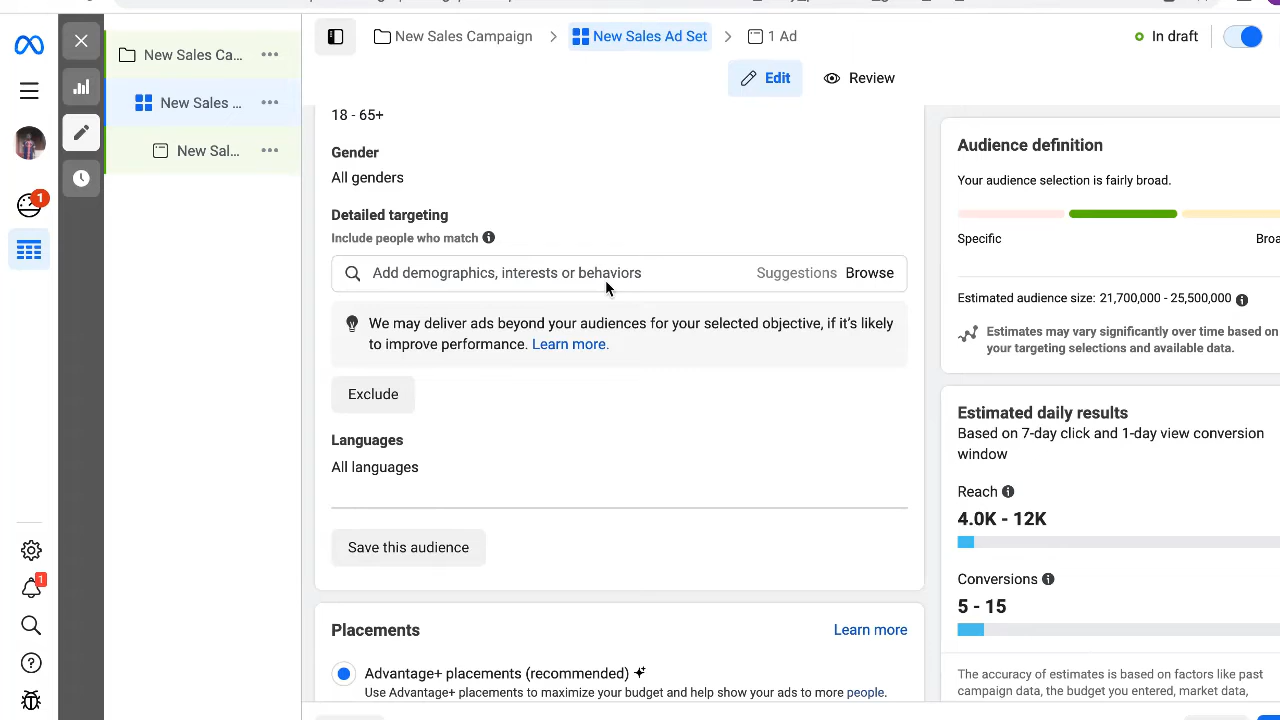 New Sales Campaign
New Sales Ad Set
1 Ad
In draft
Edit
Review
New Sales Ca...
New Sales ...
New Sal...
1
1
18 - 65+
Gender
All genders
Detailed targeting
Include people who match
Add demographics, interests or behaviors
Suggestions
Browse
We may deliver ads beyond your audiences for your selected objective, if it's likely
to improve performance. Learn more.
Exclude
Languages
All languages
Save this audience
Placements
Learn more
Advantage+ placements (recommended)
Use Advantage+ placements to maximize your budget and help show your ads to more people.
Audience definition
Your audience selection is fairly broad.
Specific
Broa
Estimated audience size: 21,700,000 - 25,500,000
Estimates may vary significantly over time based on
your targeting selections and available data.
Estimated daily results
Based on 7-day click and 1-day view conversion
window
Reach
4.0K - 12K
Conversions
5 - 15
The accuracy of estimates is based on factors like past
campaign data, the budget you entered, market data,